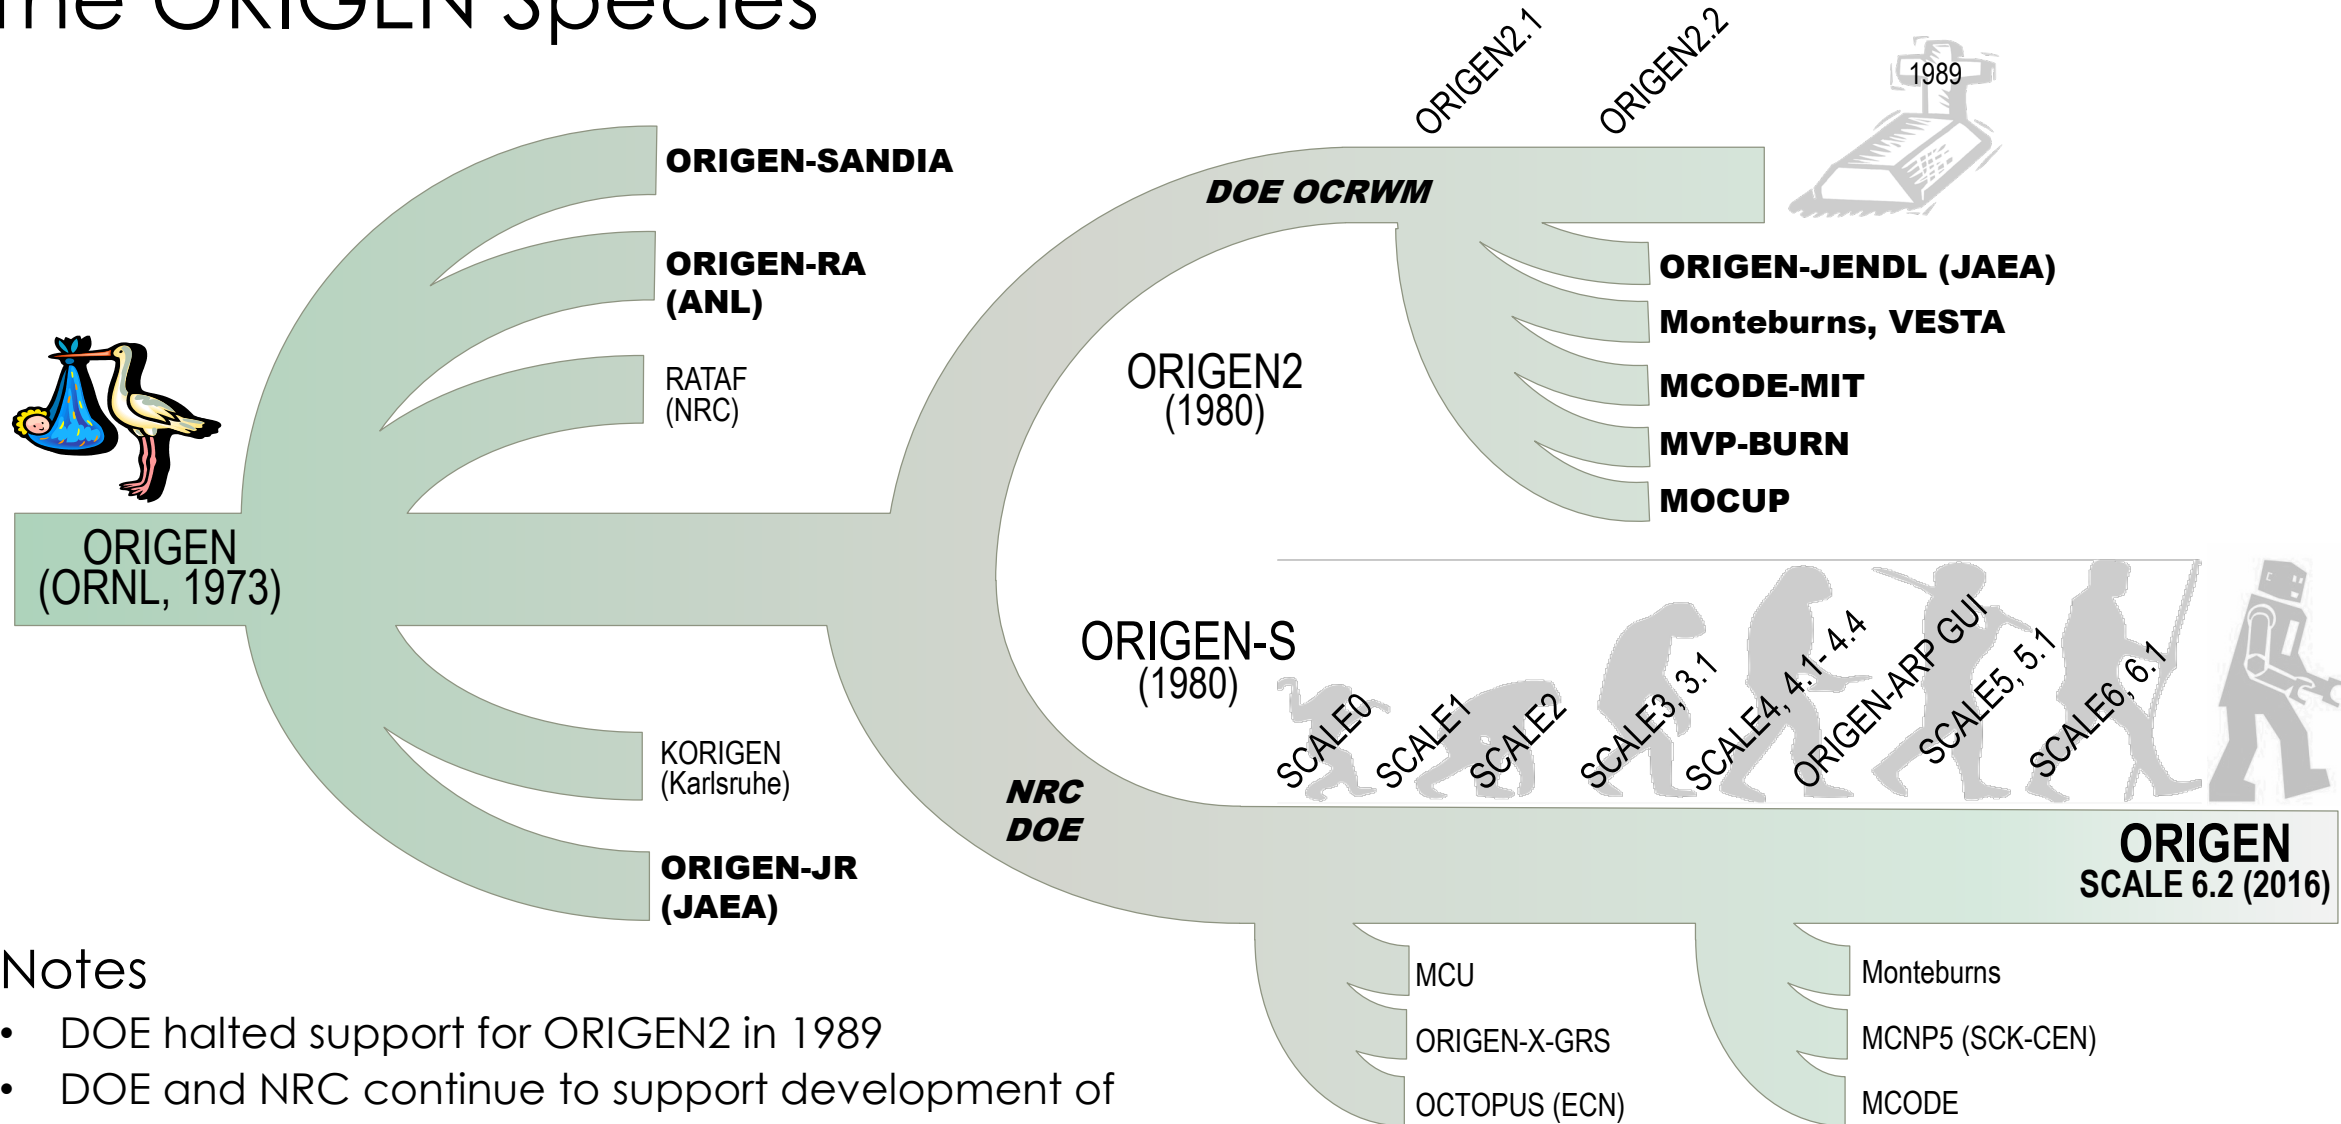 The ORIGEN Species
ORIGEN2.1
ORIGEN2.2
1989
ORIGEN-SANDIA
DOE OCRWM
ORIGEN-RA
(ANL)
ORIGEN-JENDL (JAEA)
Monteburns, VESTA
RATAF
(NRC)
ORIGEN2
(1980)
MCODE-MIT
MVP-BURN
MOCUP
ORIGEN
(ORNL, 1973)
ORIGEN-S
(1980)
SCALE0
SCALE1
SCALE2
SCALE3, 3.1
SCALE4, 4.1- 4.4
ORIGEN-ARP GUI
SCALE5, 5.1
SCALE6, 6.1
KORIGEN
(Karlsruhe)
NRC
DOE
ORIGEN
SCALE 6.2 (2016)
ORIGEN-JR
(JAEA)
MCU
ORIGEN-X-GRS
OCTOPUS (ECN)
Monteburns
MCNP5 (SCK-CEN)
MCODE
Notes
• DOE halted support for ORIGEN2 in 1989
• DOE and NRC continue to support development of